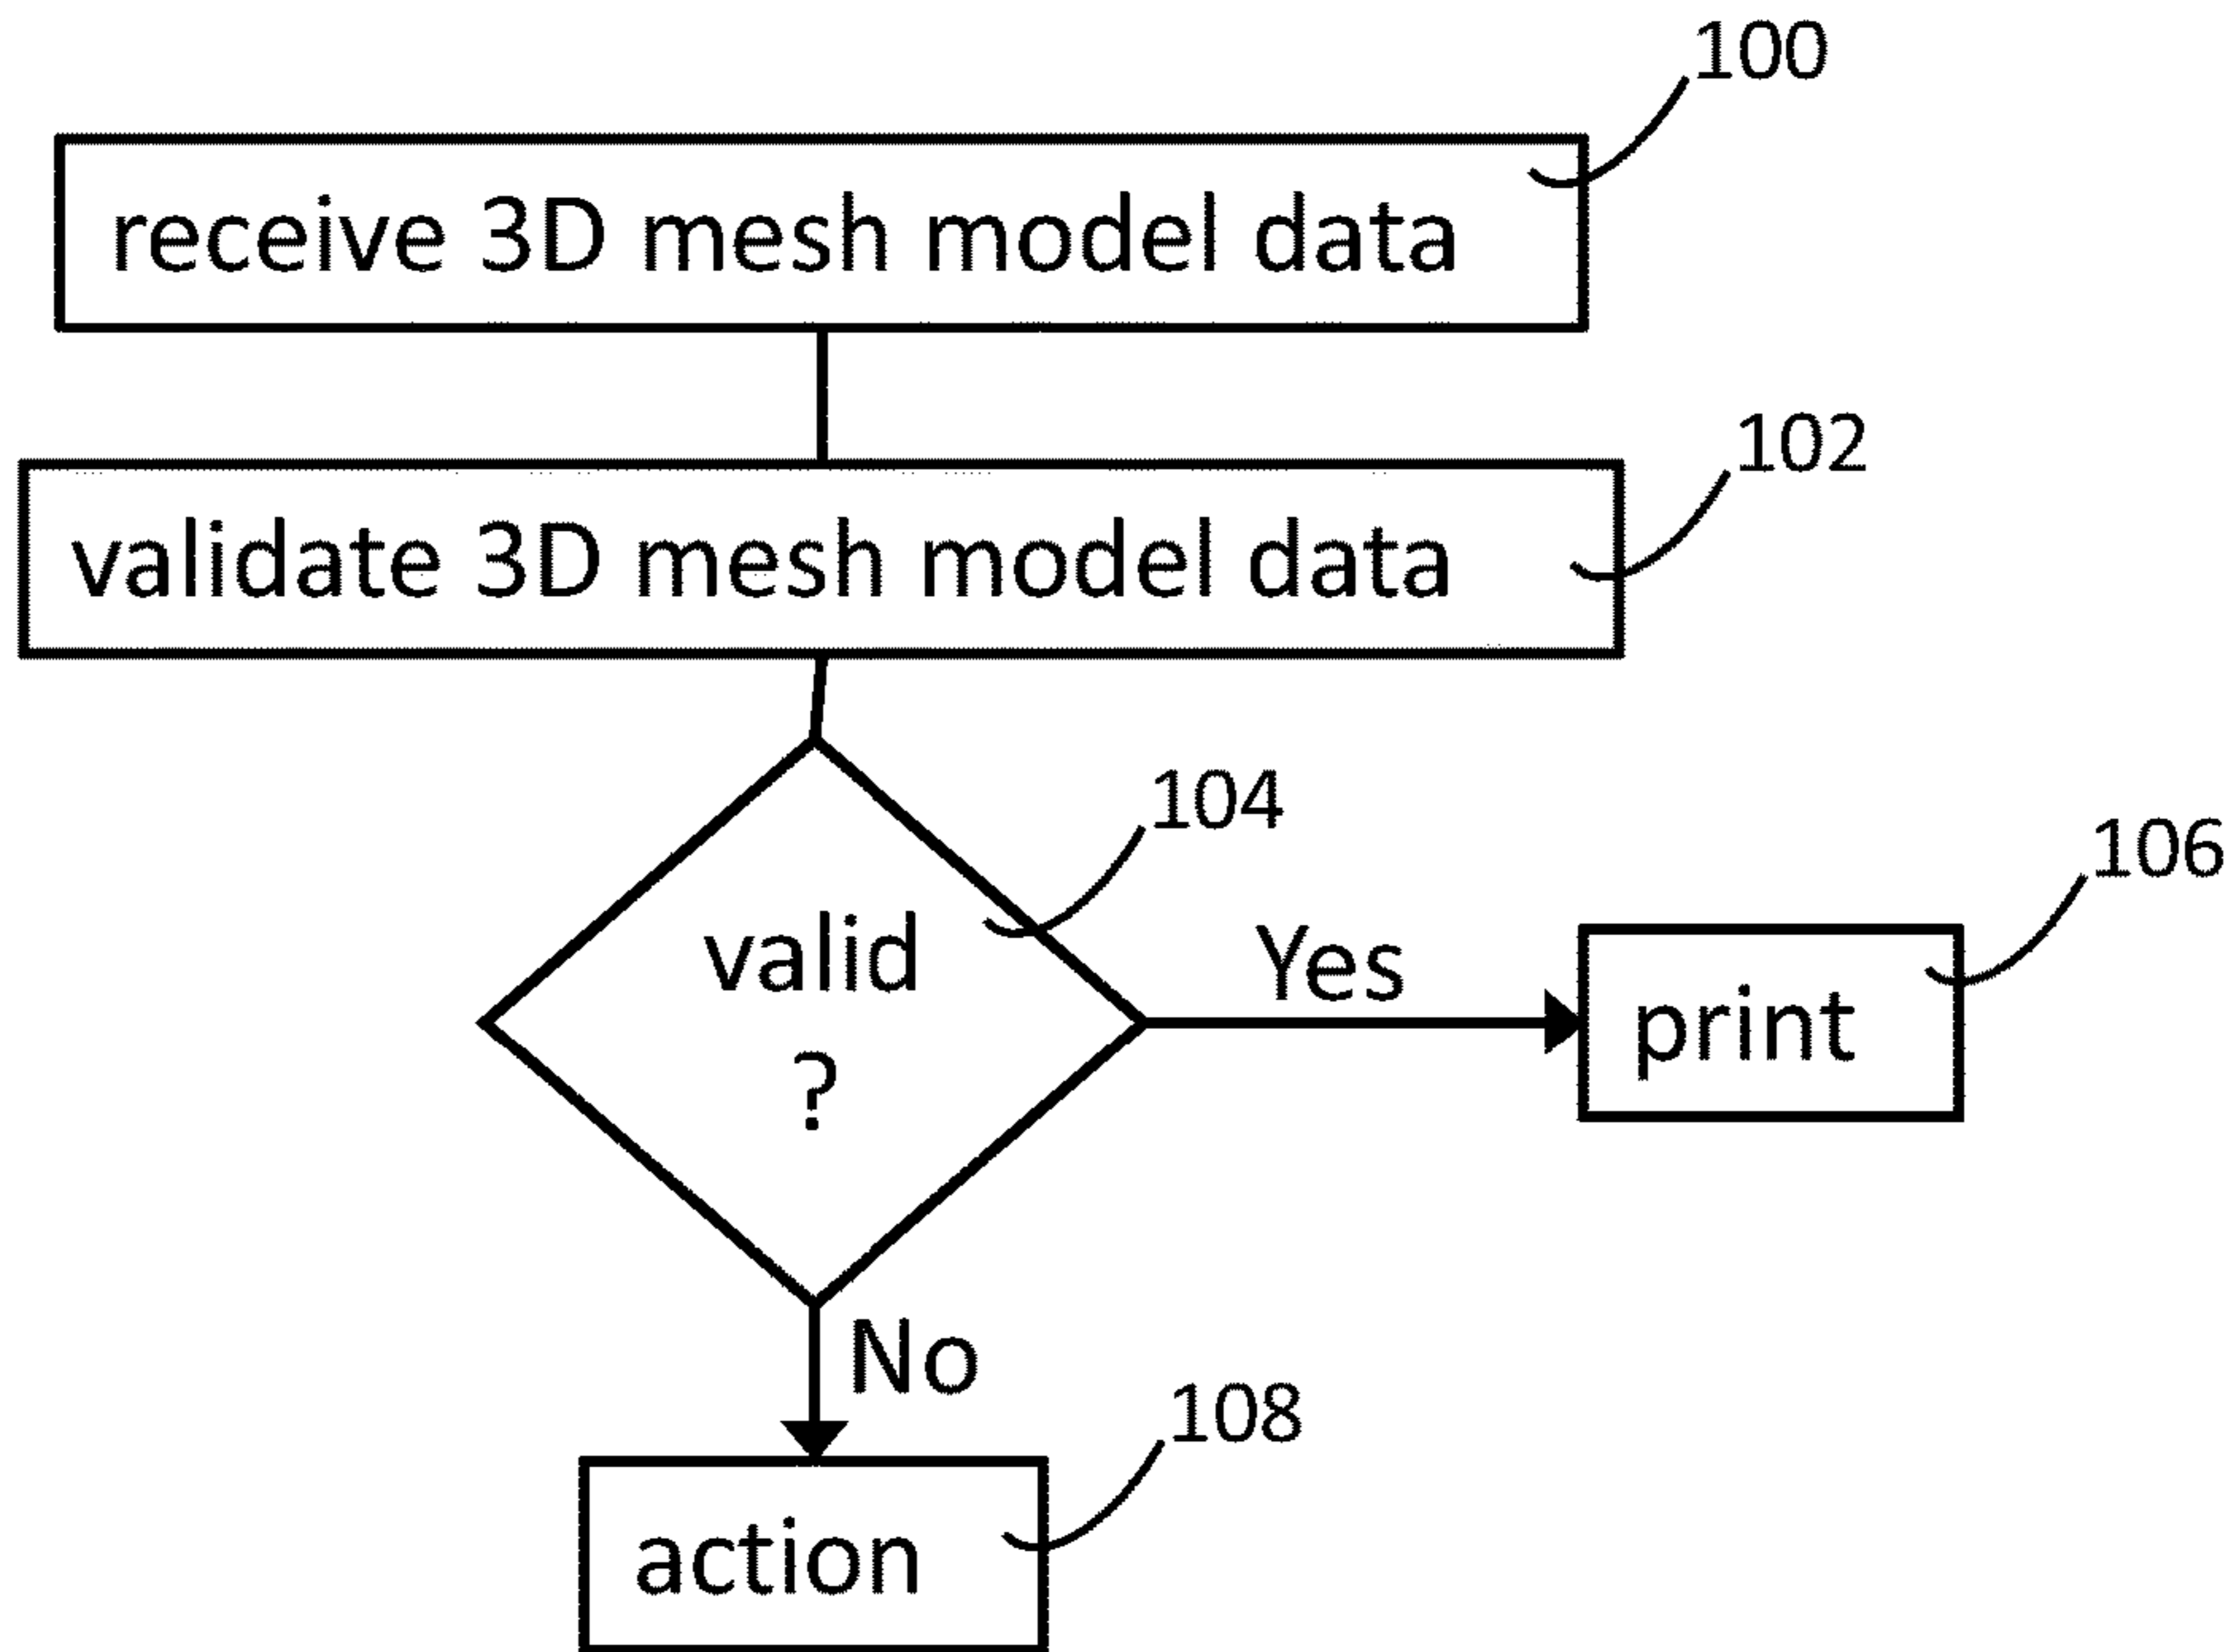 100
receive 3D mesh model data
102
validate 3D mesh model data
104
valid
?
Yes
106
print
No
108
action